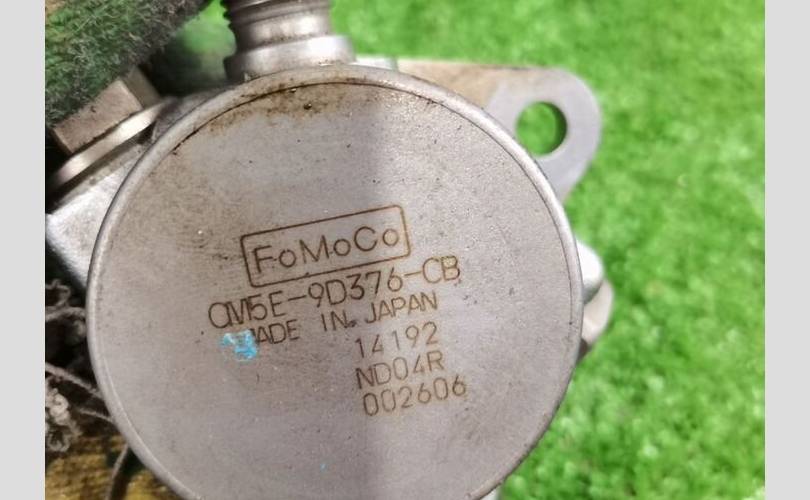 FoMoCo
CM5E-9D376-CB
MADE IN JAPAN
14192
ND04R
002606